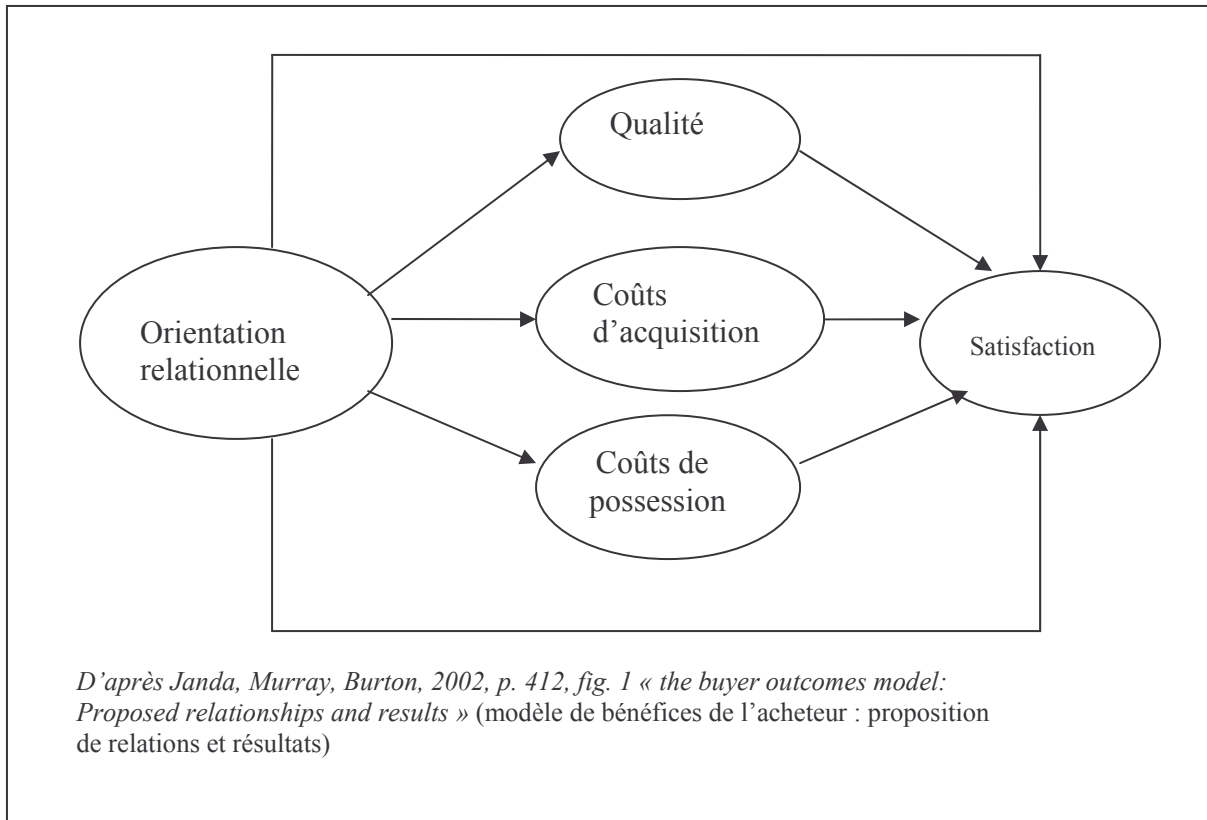 Qualité
Coûts
d’acquisition
Orientation
relationnelle
Satisfaction
Coûts de
possession
D’après Janda, Murray, Burton, 2002, p. 412, fig. 1 « the buyer outcomes model:
Proposed relationships and results » (modèle de bénéfices de l’acheteur : proposition
de relations et résultats)